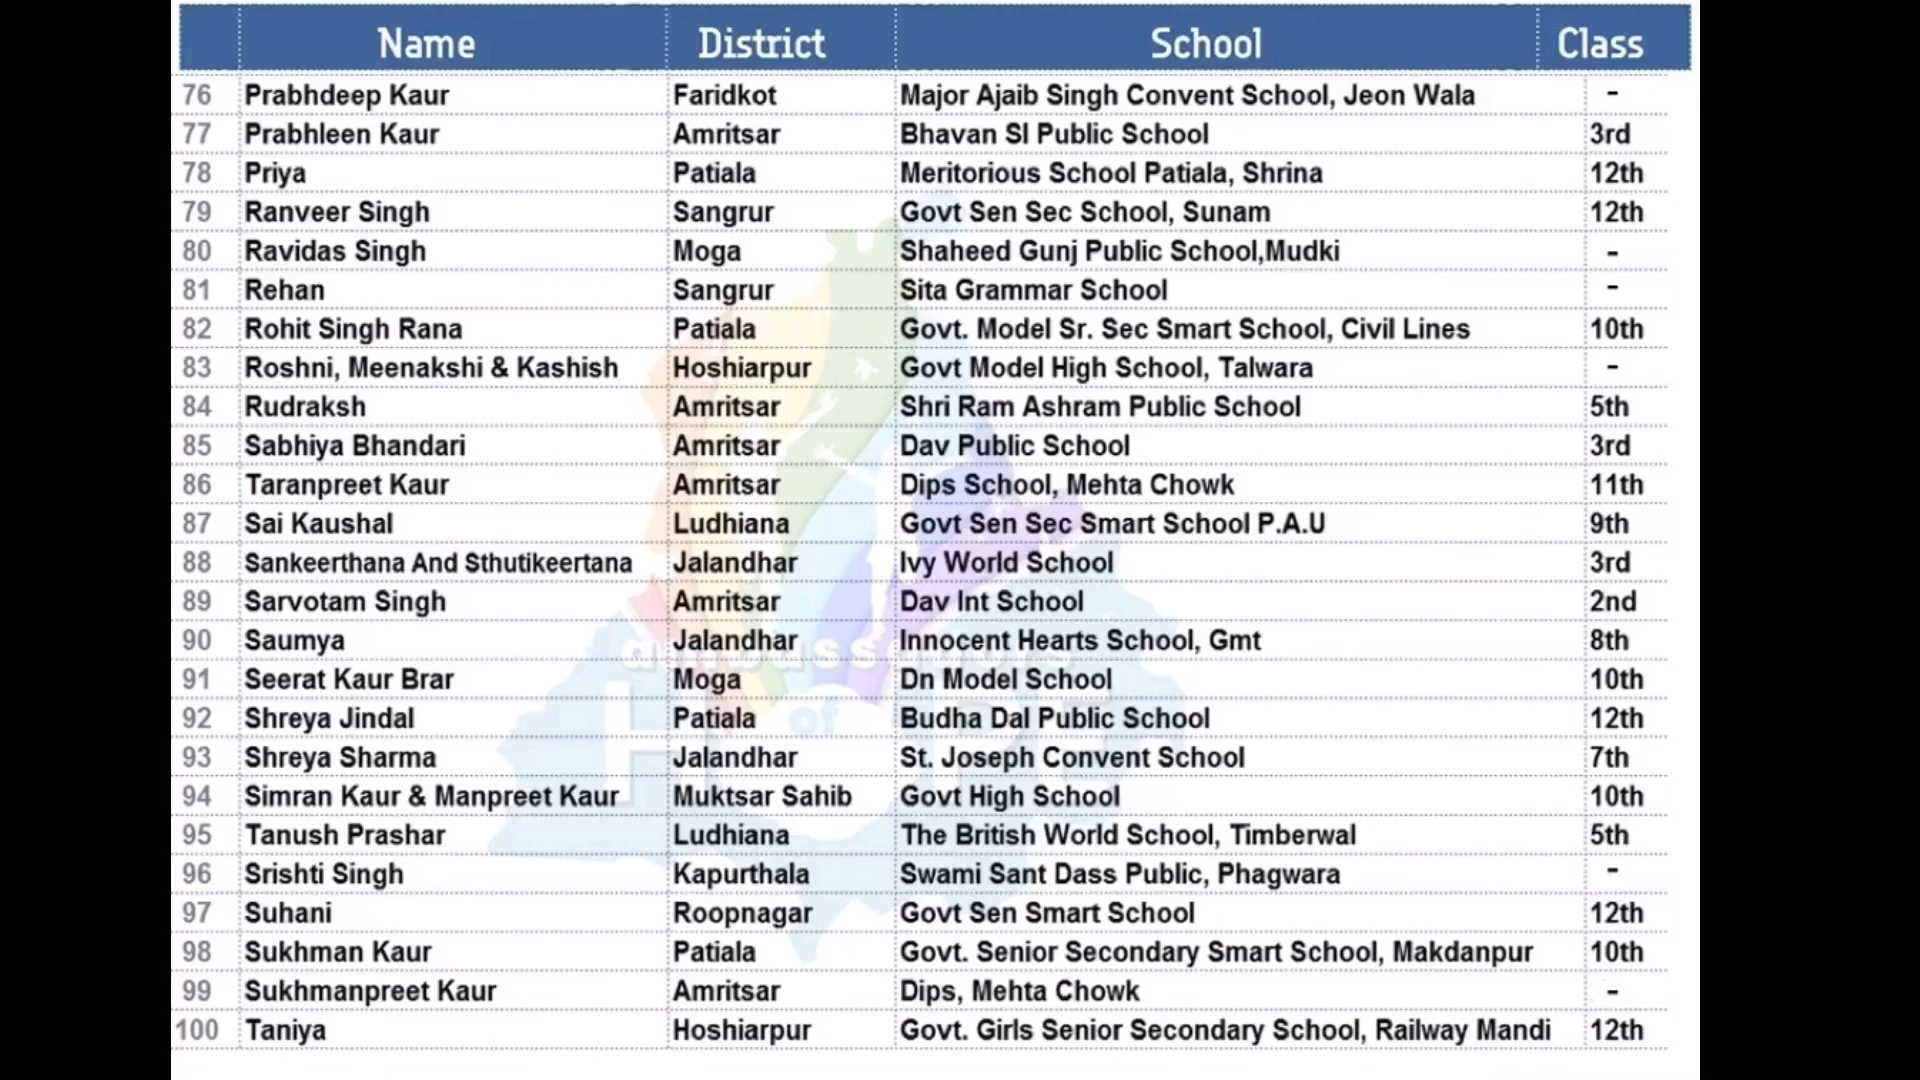 Name District School Class
76 Prabhdeep Kaur Faridkot Major Ajaib Singh Convent School, Jeon Wala -
77 Prabhleen Kaur Amritsar Bhavan Sl Public School 3rd
78 Priya Patiala Meritorious School Patiala, Shrina 12th
79 Ranveer Singh Sangrur Govt Sen Sec School, Sunam 12th
80 Ravidas Singh Moga Shaheed Gunj Public School,Mudki -
81 Rehan Sangrur Sita Grammar School -
82 Rohit Singh Rana Patiala Govt. Model Sr. Sec Smart School, Civil Lines 10th
83 Roshni, Meenakshi & Kashish Hoshiarpur Govt Model High School, Talwara -
84 Rudraksh Amritsar Shri Ram Ashram Public School 5th
85 Sabhiya Bhandari Amritsar Dav Public School 3rd
86 Taranpreet Kaur Amritsar Dips School, Mehta Chowk 11th
87 Sai Kaushal Ludhiana Govt Sen Sec Smart School P.A.U 9th
88 Sankeerthana And Sthutikeertana Jalandhar Ivy World School 3rd
89 Sarvotam Singh Amritsar Dav Int School 2nd
90 Saumya Jalandhar Innocent Hearts School, Gmt 8th
ambassadors
91 Seerat Kaur Brar Moga Dn Model School 10th
92 Shreya Jindal Patiala Budha Dal Public School 12th
of
HOPE
93 Shreya Sharma Jalandhar St. Joseph Convent School 7th
94 Simran Kaur & Manpreet Kaur Muktsar Sahib Govt High School 10th
95 Tanush Prashar Ludhiana The British World School, Timberwal 5th
96 Srishti Singh Kapurthala Swami Sant Dass Public, Phagwara -
97 Suhani Roopnagar Govt Sen Smart School 12th
98 Sukhman Kaur Patiala Govt. Senior Secondary Smart School, Makdanpur 10th
99 Sukhmanpreet Kaur Amritsar Dips, Mehta Chowk -
100 Taniya Hoshiarpur Govt. Girls Senior Secondary School, Railway Mandi 12th